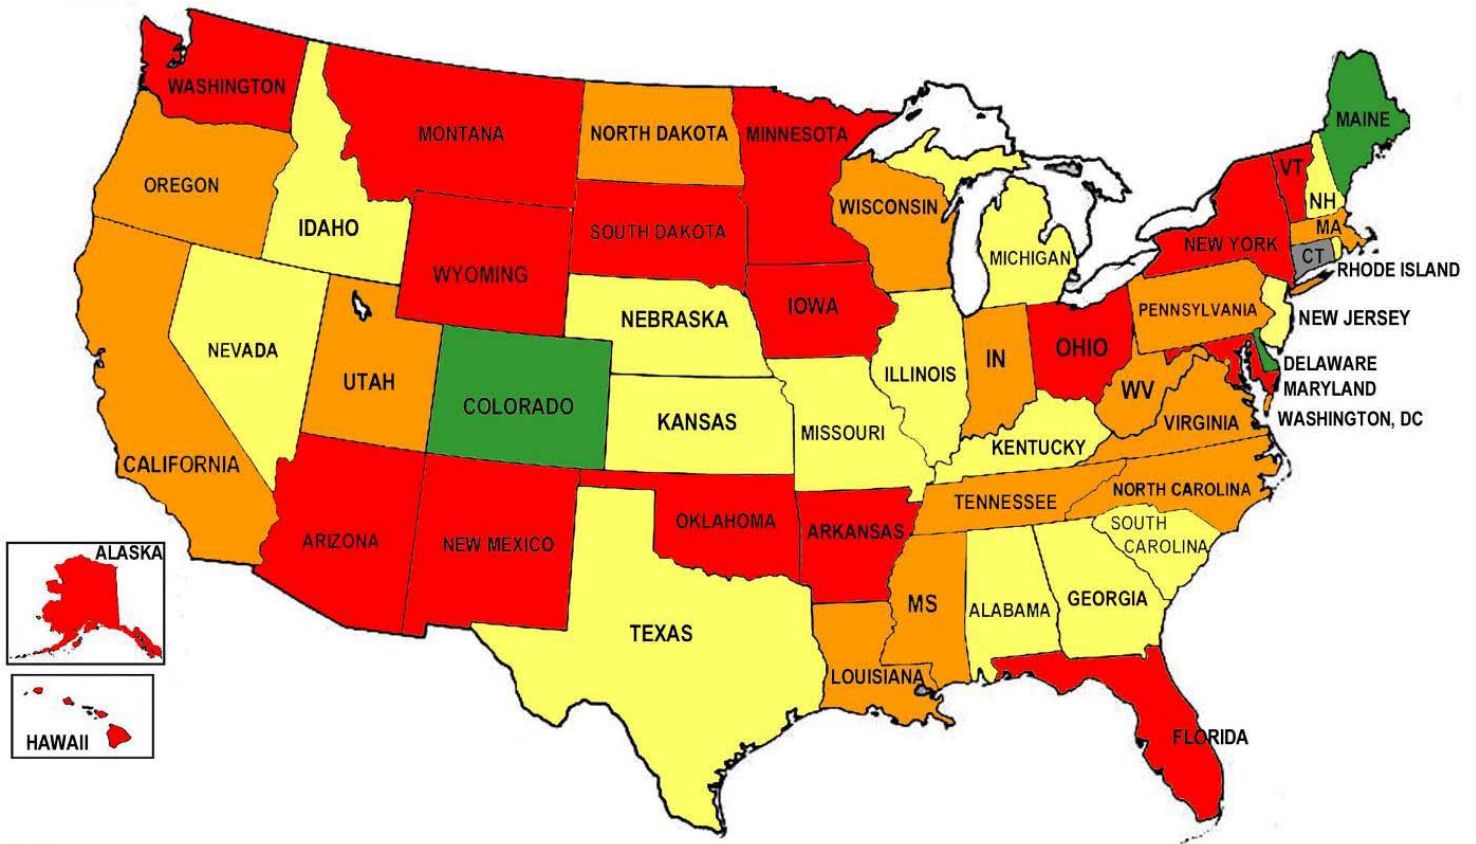 WASHINGTON
MONTANA
NORTH DAKOTA
MINNESOTA
MAINE
VT
NH
OREGON
IDAHO
SOUTH DAKOTA
WISCONSIN
MICHIGAN
NEW YORK
MA
CT
RHODE ISLAND
WYOMING
IOWA
NEBRASKA
PENNSYLVANIA
NEW JERSEY
NEVADA
UTAH
COLORADO
KANSAS
ILLINOIS
IN
OHIO
WV
DELAWARE
MARYLAND
WASHINGTON, DC
VIRGINIA
CALIFORNIA
MISSOURI
KENTUCKY
TENNESSEE
NORTH CAROLINA
ARIZONA
NEW MEXICO
OKLAHOMA
ARKANSAS
SOUTH
CAROLINA
ALASKA
TEXAS
MS
ALABAMA
GEORGIA
LOUISIANA
HAWAII
FLORIDA